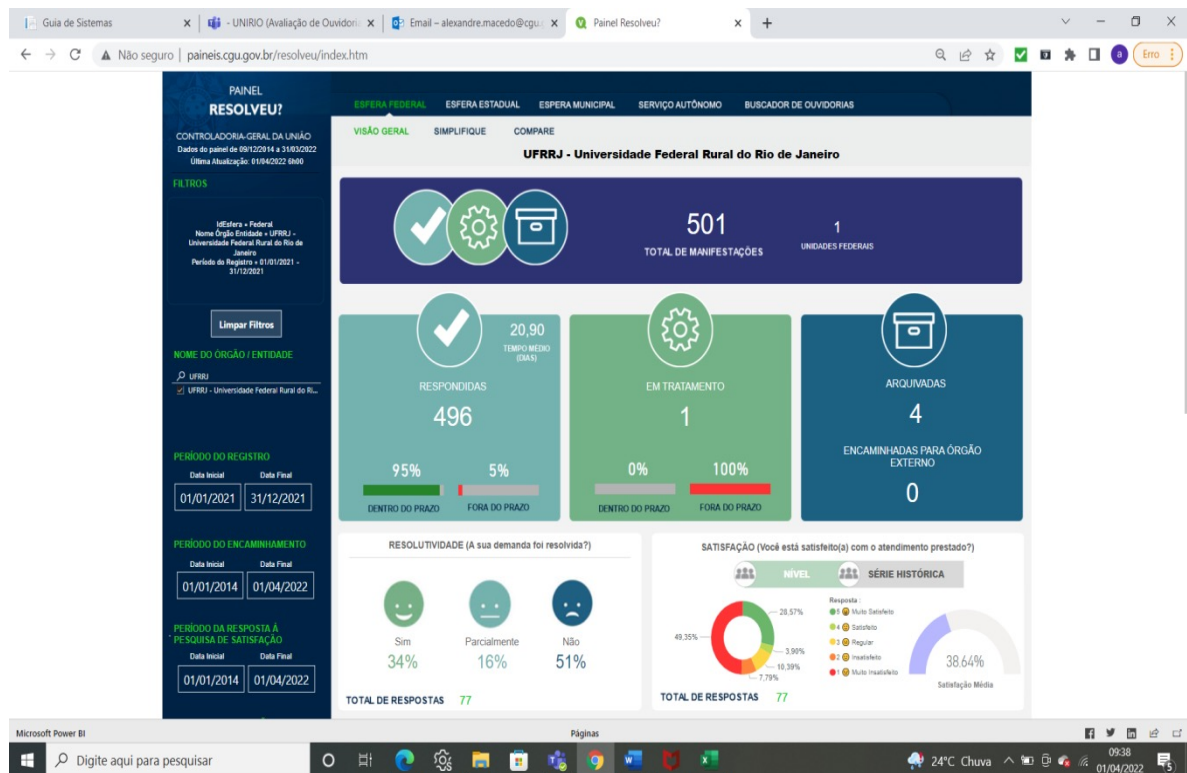 Guia de Sistemas
- UNIRIO (Avaliação de Ouvidoria
Email – alexandre.macedo@cgu.
Painel Resolveu?
Não seguro
paineis.cgu.gov.br/resolveu/index.htm
a
Erro
PAINEL
RESOLVEU?
CONTROLADORIA-GERAL DA UNIÃO
Dados do painel de 09/12/2014 a 31/03/2022
Última Atualização: 01/04/2022 6h00
FILTROS
IdEsfera = Federal
Nome Órgão Entidade = UFRRJ -
Universidade Federal Rural do Rio de
Janeiro
Período do Registro = 01/01/2021 -
31/12/2021
Limpar Filtros
NOME DO ÓRGÃO / ENTIDADE
UFRRJ
UFRRJ - Universidade Federal Rural do Ri...
PERÍODO DO REGISTRO
Data Inicial Data Final
01/01/2021 31/12/2021
PERÍODO DO ENCAMINHAMENTO
Data Inicial Data Final
01/01/2014 01/04/2022
PERÍODO DA RESPOSTA À
PESQUISA DE SATISFAÇÃO
Data Inicial Data Final
01/01/2014 01/04/2022
ESFERA FEDERAL ESFERA ESTADUAL ESPERA MUNICIPAL SERVIÇO AUTÔNOMO BUSCADOR DE OUVIDORIAS
VISÃO GERAL SIMPLIFIQUE COMPARE
UFRRJ - Universidade Federal Rural do Rio de Janeiro
501
TOTAL DE MANIFESTAÇÕES
1
UNIDADES FEDERAIS
20,90
TEMPO MÉDIO
(DIAS)
RESPONDIDAS
496
95% 5%
DENTRO DO PRAZO FORA DO PRAZO
EM TRATAMENTO
1
0% 100%
DENTRO DO PRAZO FORA DO PRAZO
ARQUIVADAS
4
ENCAMINHADAS PARA ÓRGÃO
EXTERNO
0
RESOLUTIVIDADE (A sua demanda foi resolvida?)
Sim Parcialmente Não
34% 16% 51%
TOTAL DE RESPOSTAS 77
SATISFAÇÃO (Você está satisfeito(a) com o atendimento prestado?)
NÍVEL SÉRIE HISTÓRICA
28,57%
3,90%
10,39%
7,79%
49,35%
Resposta :
5 Muito Satisfeito
4 Satisfeito
3 Regular
2 Insatisfeito
1 Muito Insatisfeito
38.64%
Satisfação Média
TOTAL DE RESPOSTAS 77
Microsoft Power BI
Páginas
Digite aqui para pesquisar
24°C Chuva
09:38
01/04/2022